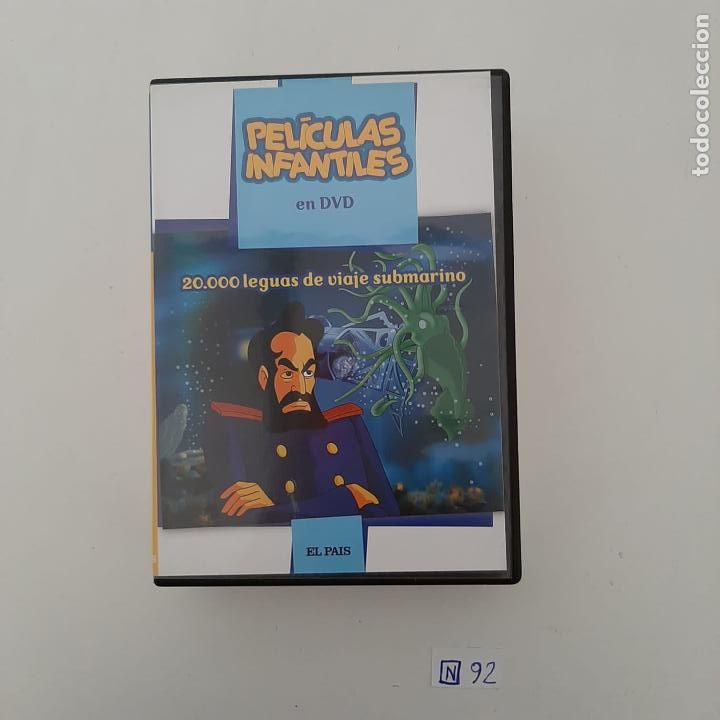 PELÍCULAS
INFANTILES
en DVD
20.000 leguas de viaje submarino
EL PAIS
N 92
todocoleccion